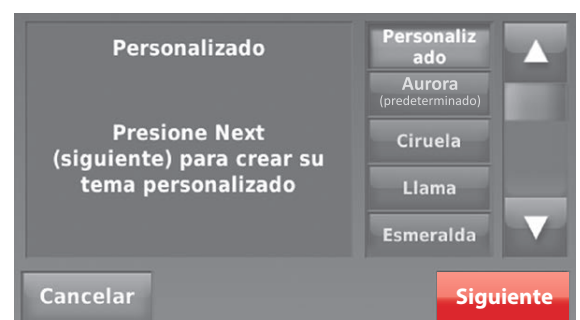 Personalizado
Presione Next
(siguiente) para crear su
tema personalizado
Personaliz
ado
Aurora
(predeterminado)
Ciruela
Llama
Esmeralda
Cancelar
Siguiente